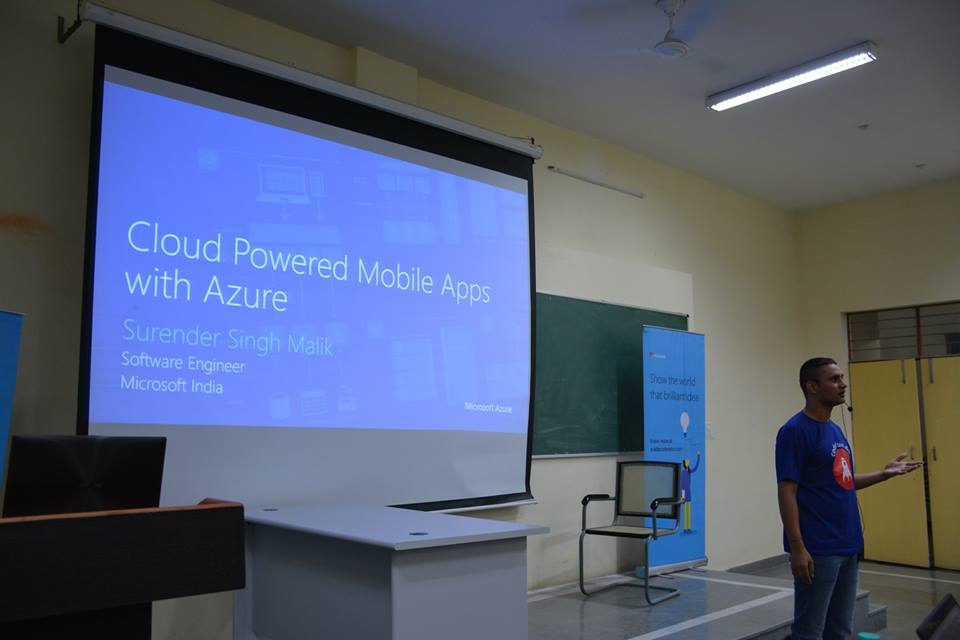 Cloud Powered Mobile Apps
with Azure
Surender Singh Malik
Software Engineer
Microsoft India
Microsoft Azure
Microsoft
Show the world
that brilliant idea